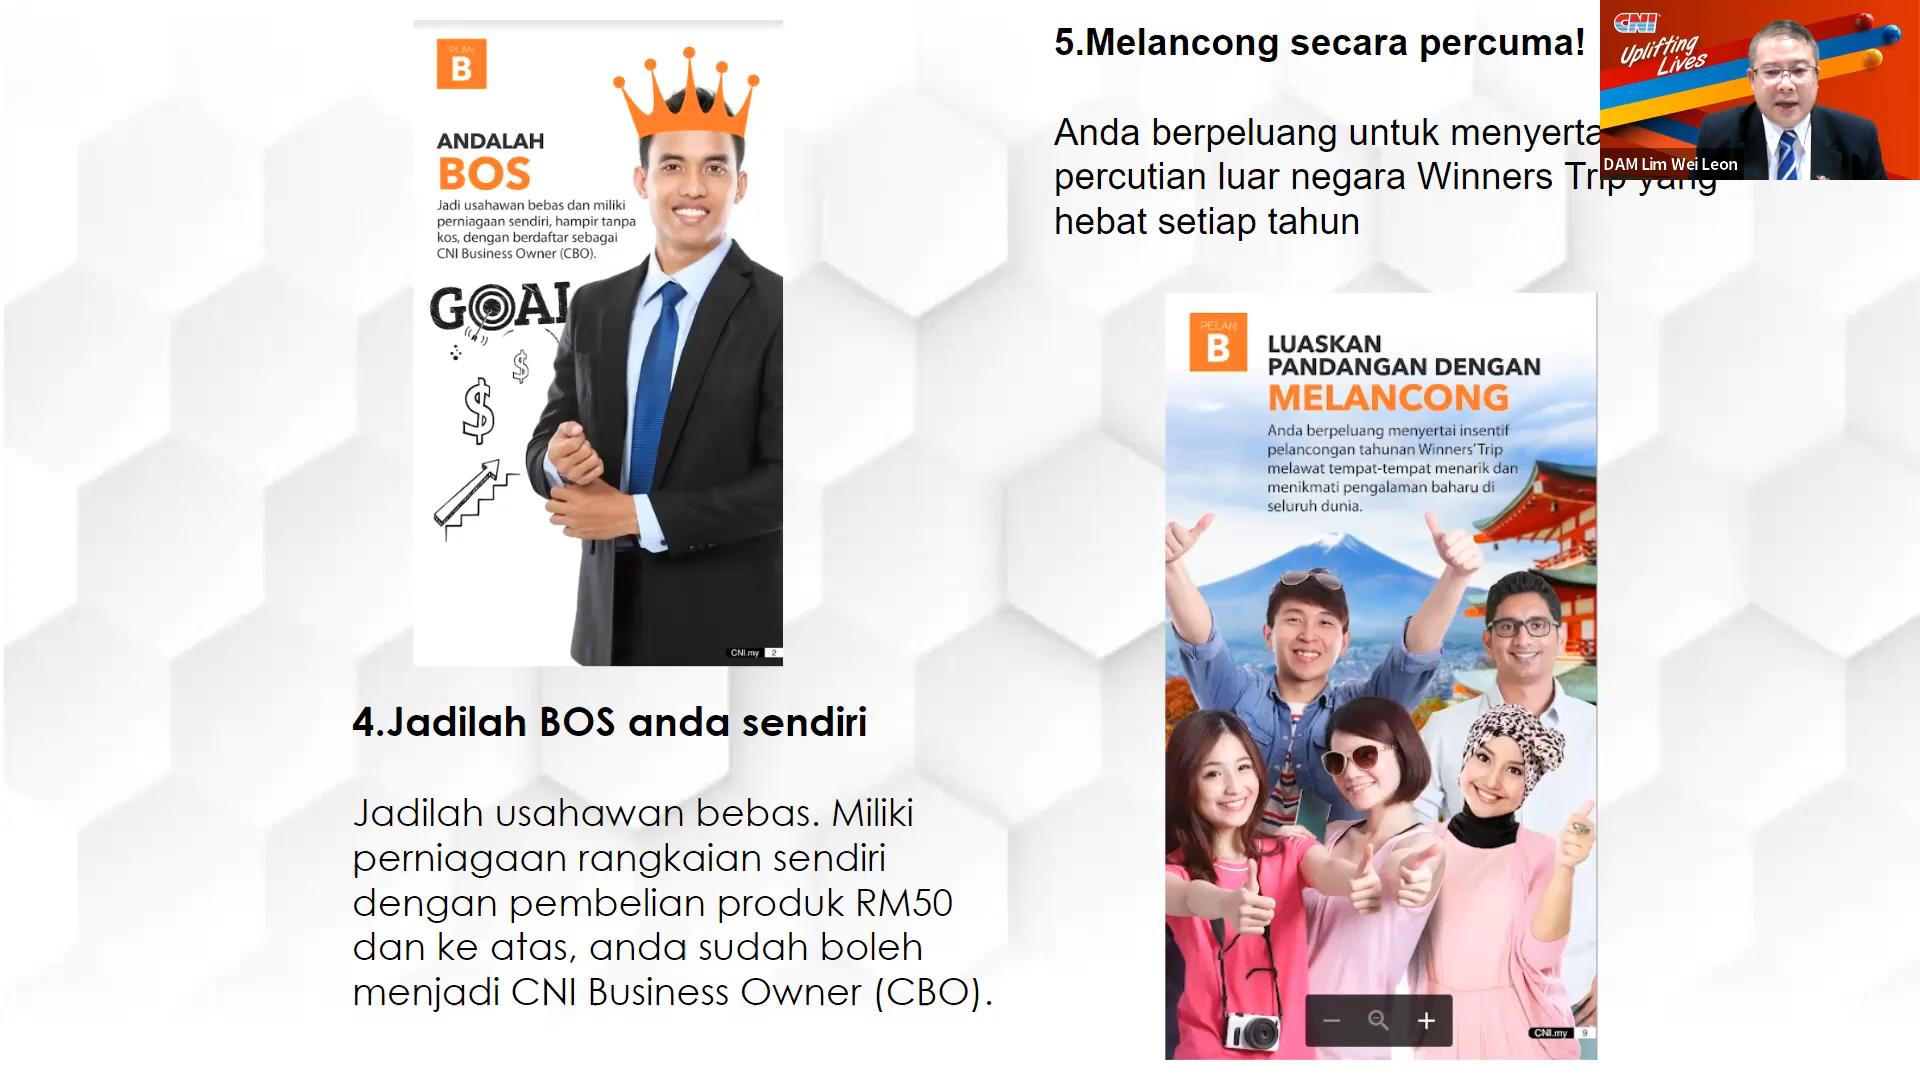 PLAN
B
ANDALAH
BOS
Jadi usahawan bebas dan miliki
perniagaan sendiri, hampir tanpa
kos, dengan berdaftar sebagai
CNI Business Owner (CBO).
GOAL
$
$
CNI.my 2
4.Jadilah BOS anda sendiri
Jadilah usahawan bebas. Miliki
perniagaan rangkaian sendiri
dengan pembelian produk RM50
dan ke atas, anda sudah boleh
menjadi CNI Business Owner (CBO).
5.Melancong secara percuma!
Anda berpeluang untuk
percutian luar negara Winners Trip yang
hebat setiap tahun
PELAN
B
LUASKAN
PANDANGAN DENGAN
MELANCONG
Anda berpeluang menyertai insentif
pelancongan tahunan Winners' Trip
melawat tempat-tempat menarik dan
menikmati pengalaman baharu di
seluruh dunia.
CNI.my 9
CNI
Uplifting
Lives
DAM Lim Wei Leon